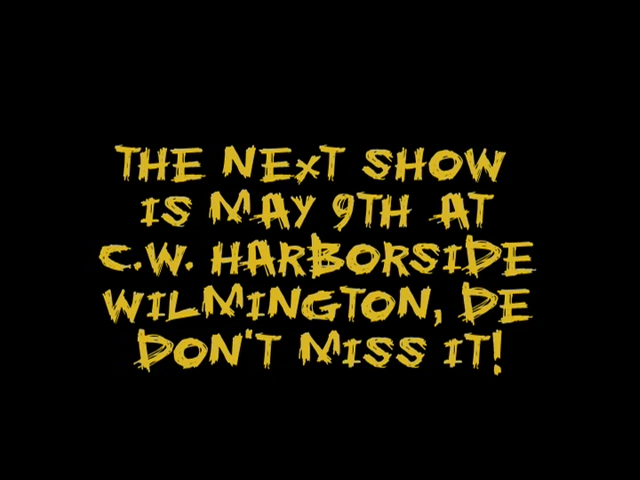 THE NEXT SHOW
IS MAY 9TH AT
C.W. HARBORSIDE
WILMINGTON, DE
DON'T MISS IT!